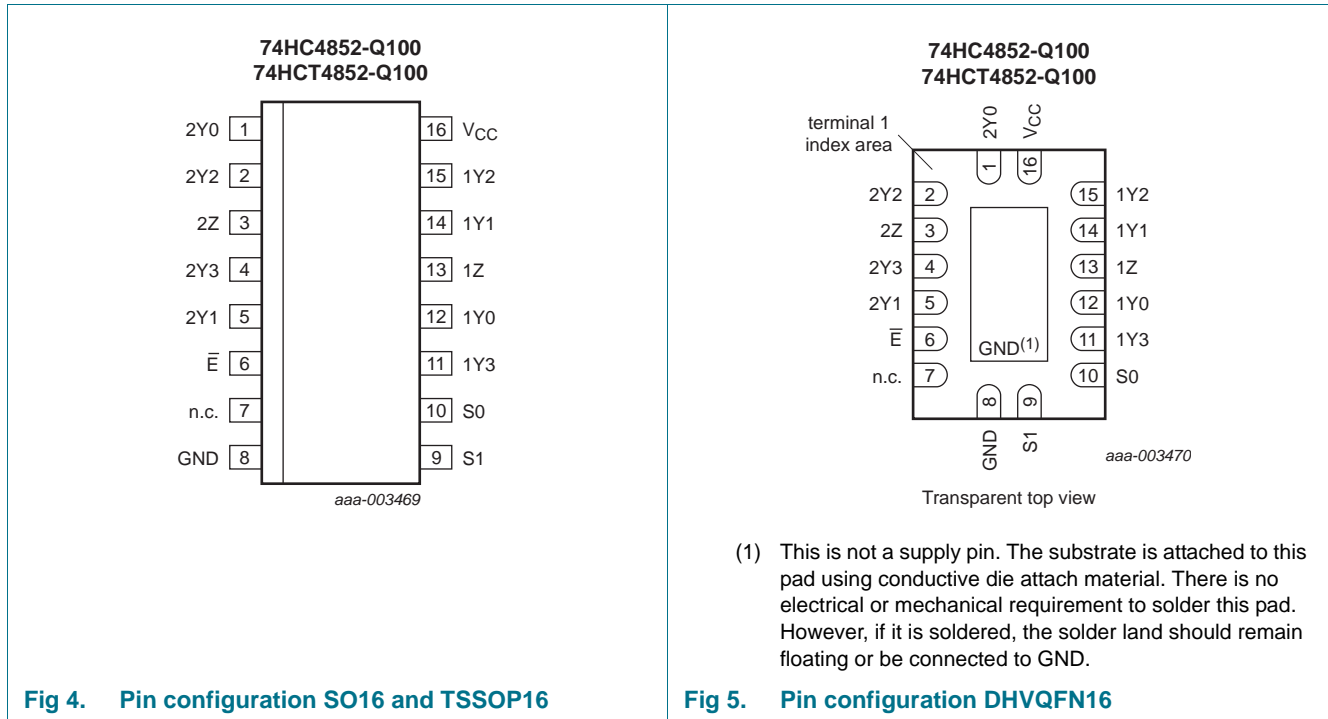 74HC4852-Q100
74HCT4852-Q100
2Y0 1 16 VCC
2Y2 2 15 1Y2
2Z 3 14 1Y1
2Y3 4 13 1Z
2Y1 5 12 1Y0
E̅ 6 11 1Y3
n.c. 7 10 S0
GND 8 9 S1
aaa-003469
Fig 4. Pin configuration SO16 and TSSOP16
74HC4852-Q100
74HCT4852-Q100
terminal 1
index area
2Y0 VCC
1 16
2Y2 2 15 1Y2
2Z 3 14 1Y1
2Y3 4 13 1Z
2Y1 5 12 1Y0
E̅ 6 11 1Y3
GND(1)
n.c. 7 10 S0
8 9
GND S1
aaa-003470
Transparent top view
(1) This is not a supply pin. The substrate is attached to this
pad using conductive die attach material. There is no
electrical or mechanical requirement to solder this pad.
However, if it is soldered, the solder land should remain
floating or be connected to GND.
Fig 5. Pin configuration DHVQFN16